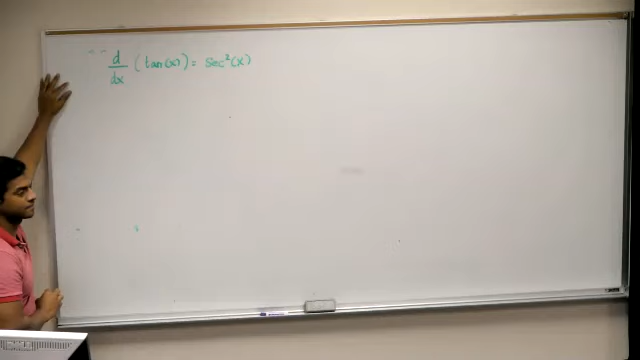 d/dx (tan(x)) = sec²(x)